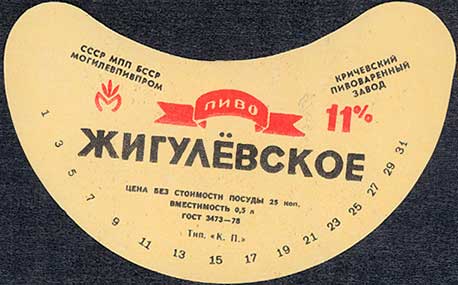 СССР МПП БССР
МОГИЛЕВПИВПРОМ
КРИЧЕВСКИЙ
ПИВОВАРЕННЫЙ
ЗАВОД
ПИВО
11%
ЖИГУЛЁВСКОЕ
ЦЕНА БЕЗ СТОИМОСТИ ПОСУДЫ 25 коп.
ВМЕСТИМОСТЬ 0,5 л
ГОСТ 3473—78
Тип. «К. П.»
1 3 5 7 9 11 13 15 17 19 21 23 25 27 29 31